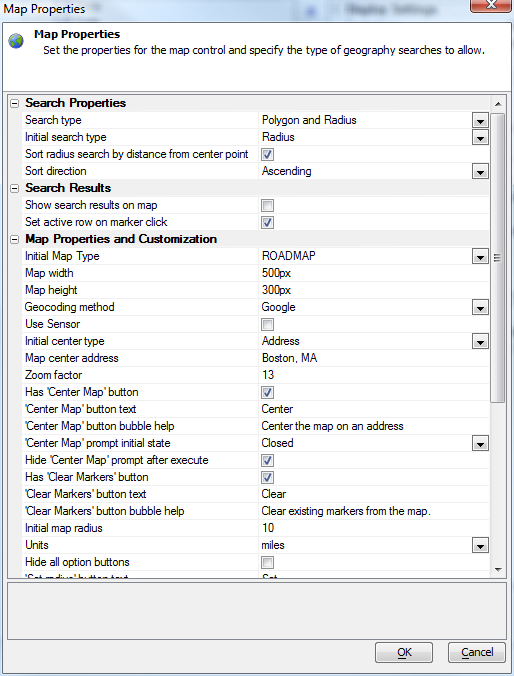 Map Properties
Map Properties
Set the properties for the map control and specify the type of geography searches to allow.
Search Properties
Search type Polygon and Radius
Initial search type Radius
Sort radius search by distance from center point
Sort direction Ascending
Search Results
Show search results on map
Set active row on marker click
Map Properties and Customization
Initial Map Type ROADMAP
Map width 500px
Map height 300px
Geocoding method Google
Use Sensor
Initial center type Address
Map center address Boston, MA
Zoom factor 13
Has 'Center Map' button
'Center Map' button text Center
'Center Map' button bubble help Center the map on an address
'Center Map' prompt initial state Closed
Hide 'Center Map' prompt after execute
Has 'Clear Markers' button
'Clear Markers' button text Clear
'Clear Markers' button bubble help Clear existing markers from the map.
Initial map radius 10
Units miles
Hide all option buttons
'Set radius' button text Set
OK Cancel